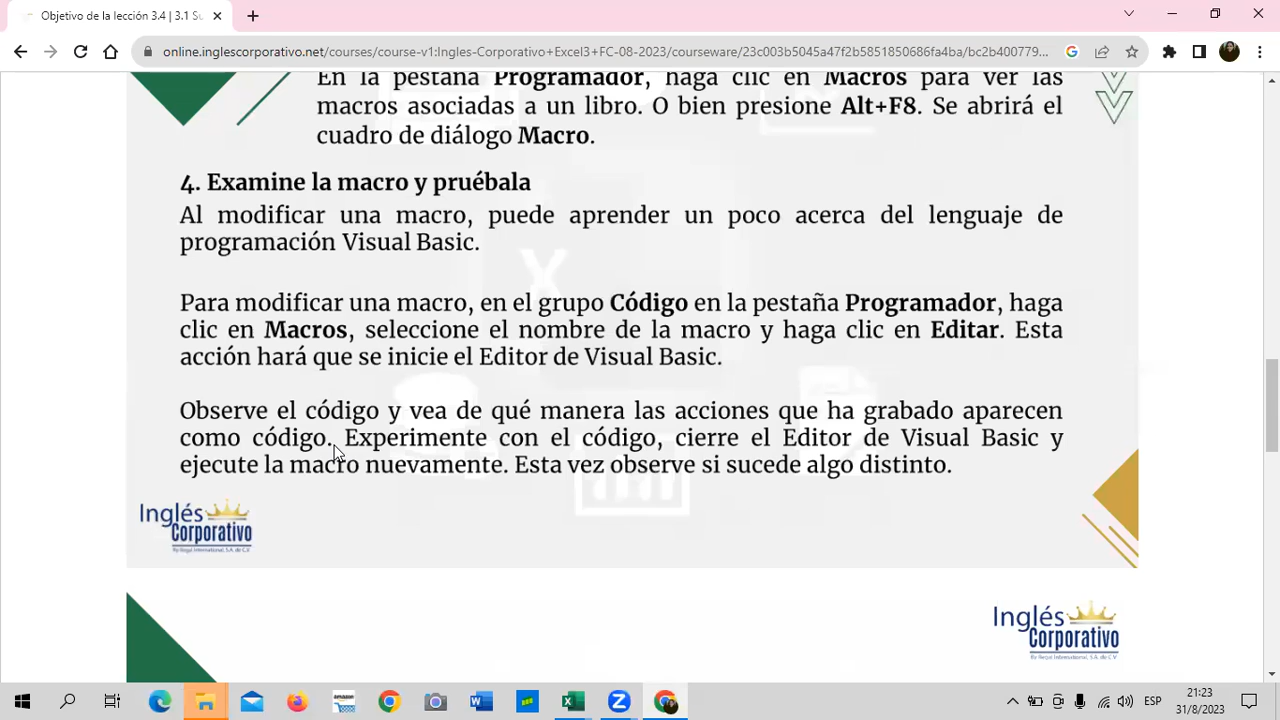 Objetivo de la lección 3.4 | 3.1 Su
online.inglescorporativo.net/courses/course-v1:Ingles-Corporativo+Excel3+FC-08-2023/courseware/23c003b5045a47f2b5851850686fa4ba/bc2b400779...
En la pestaña Programador, haga clic en Macros para ver las
macros asociadas a un libro. O bien presione Alt+F8. Se abrirá el
cuadro de diálogo Macro.
4. Examine la macro y pruébala
Al modificar una macro, puede aprender un poco acerca del lenguaje de
programación Visual Basic.
Para modificar una macro, en el grupo Código en la pestaña Programador, haga
clic en Macros, seleccione el nombre de la macro y haga clic en Editar. Esta
acción hará que se inicie el Editor de Visual Basic.
Observe el código y vea de qué manera las acciones que ha grabado aparecen
como código. Experimente con el código, cierre el Editor de Visual Basic y
ejecute la macro nuevamente. Esta vez observe si sucede algo distinto.
Inglés
Corporativo
Inglés
Corporativo
ESP
21:23
31/8/2023